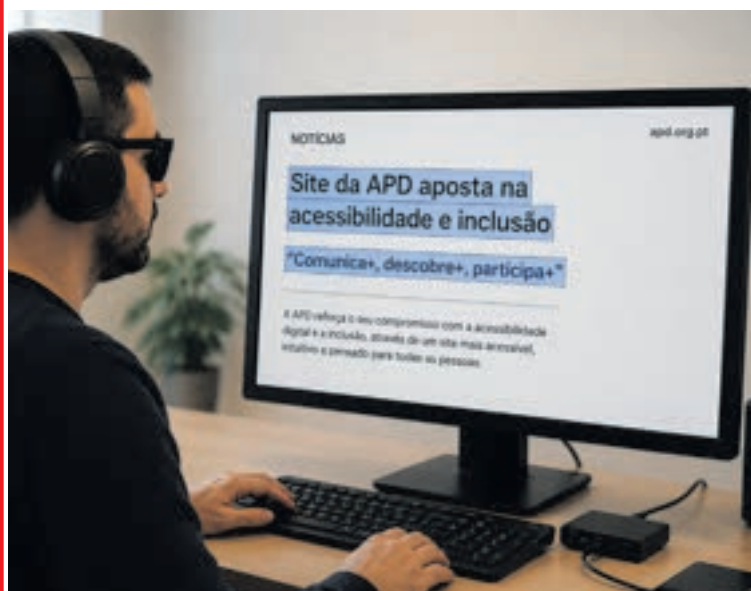 NOTÍCIAS
apd.org.pt
Site da APD aposta na
acessibilidade e inclusão
"Comunica+, descobre+, participa+"
A APD reforça o seu compromisso com a acessibilidade
digital e a inclusão, através de um site mais acessível,
intuitivo e pensado para todas as pessoas.